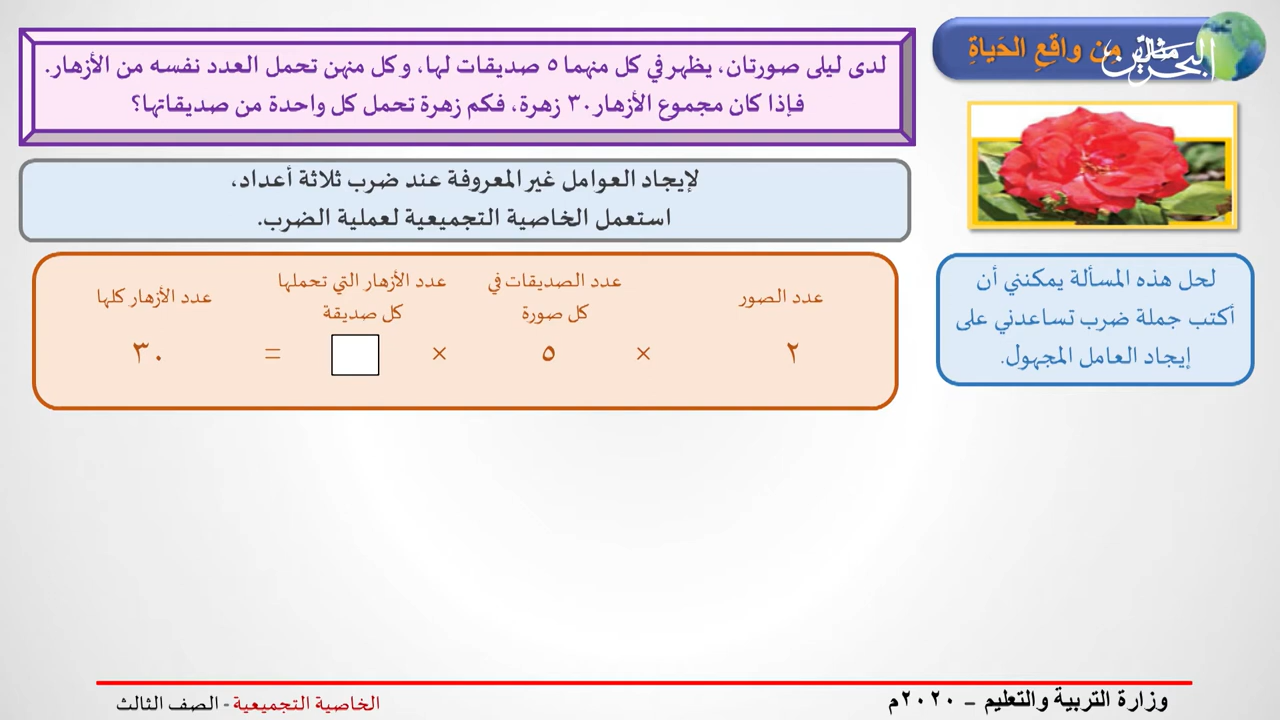 مثال من واقع الحياة
البحرين
لدى ليلى صورتان، يظهر في كل منهما ٥ صديقات لها، وكل منهن تحمل العدد نفسه من الأزهار.
فإذا كان مجموع الأزهار ٣٠ زهرة، فكم زهرة تحمل كل واحدة من صديقاتها؟
لإيجاد العوامل غير المعروفة عند ضرب ثلاثة أعداد،
استعمل الخاصية التجميعية لعملية الضرب.
لحل هذه المسألة يمكنني أن
أكتب جملة ضرب تساعدني على
إيجاد العامل المجهول.
عدد الصور
عدد الصديقات في
كل صورة
عدد الأزهار التي تحملها
كل صديقة
عدد الأزهار كلها
٢ × ٥ × = ٣٠
وزارة التربية والتعليم – ٢٠٢٠م
الخاصية التجميعية - الصف الثالث